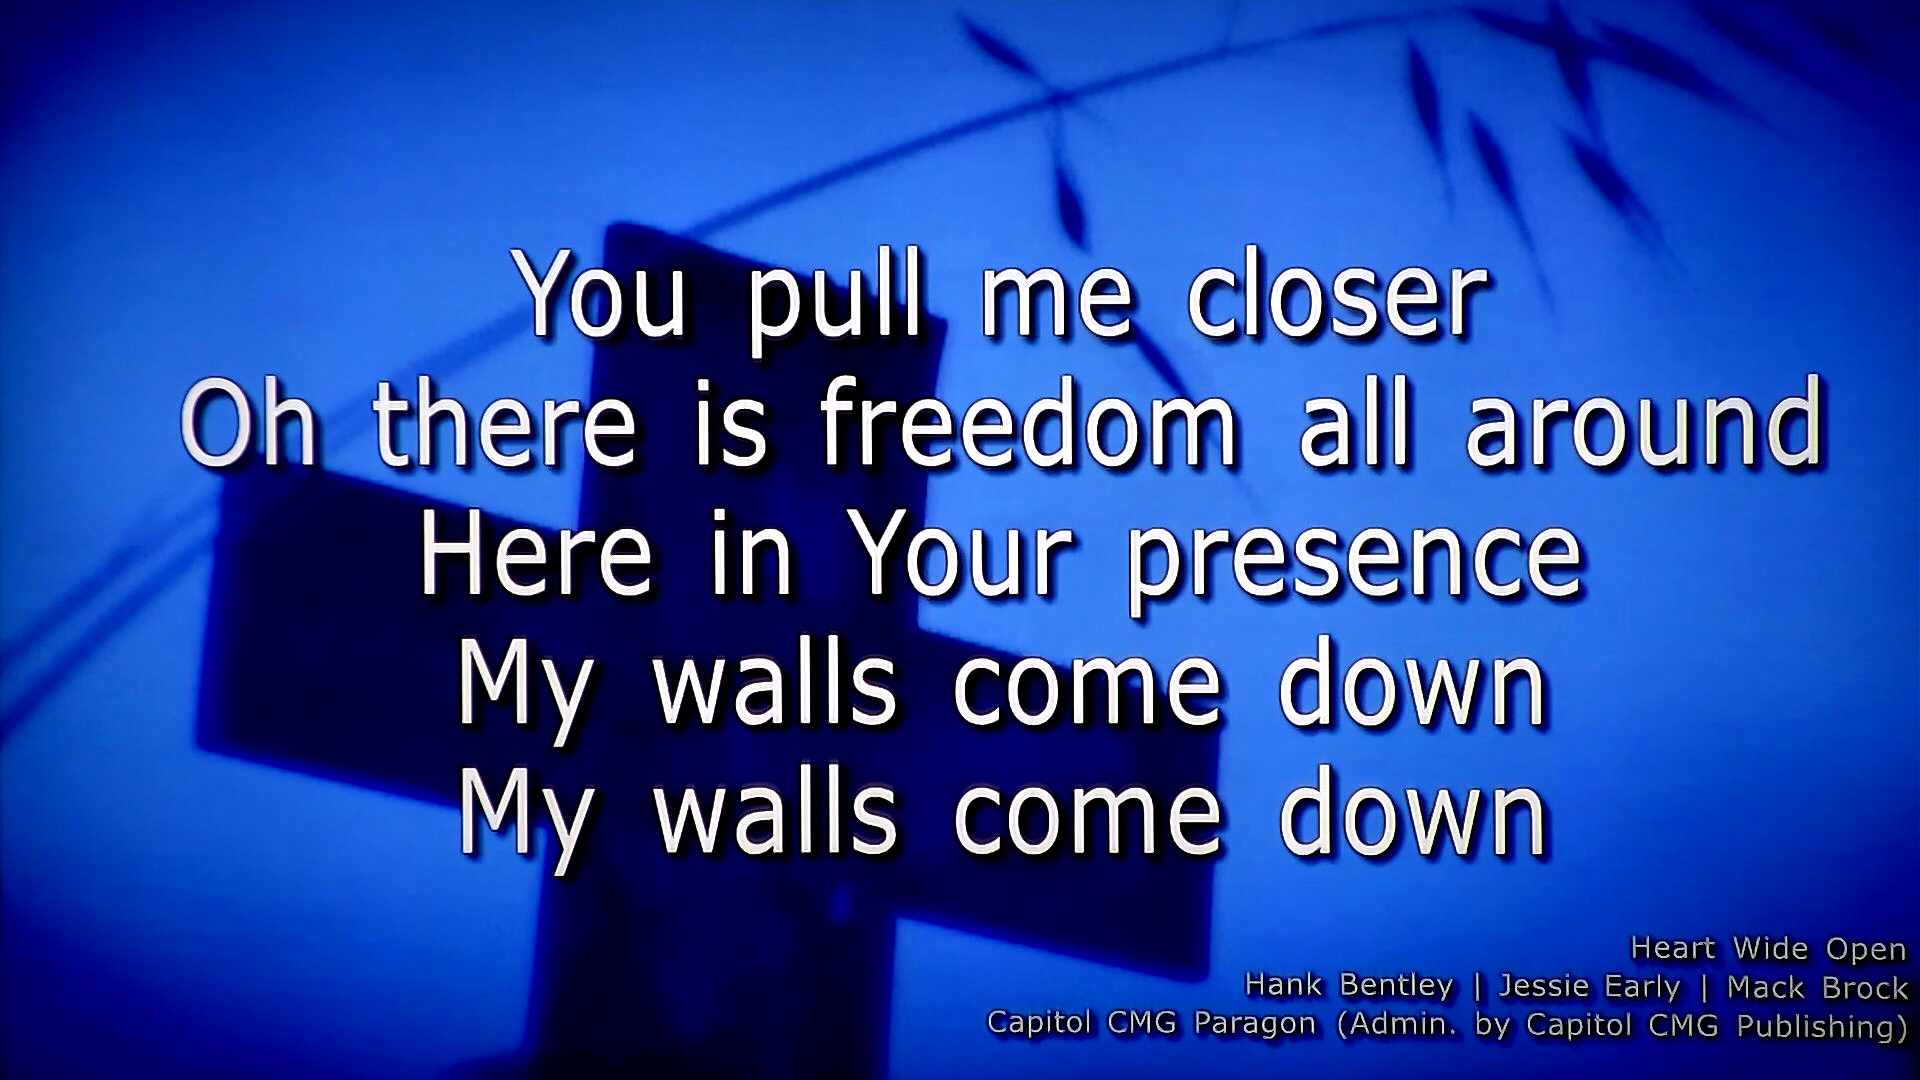 You pull me closer
Oh there is freedom all around
Here in Your presence
My walls come down
My walls come down
Heart Wide Open
Hank Bentley | Jessie Early | Mack Brock
Capitol CMG Paragon (Admin. by Capitol CMG Publishing)